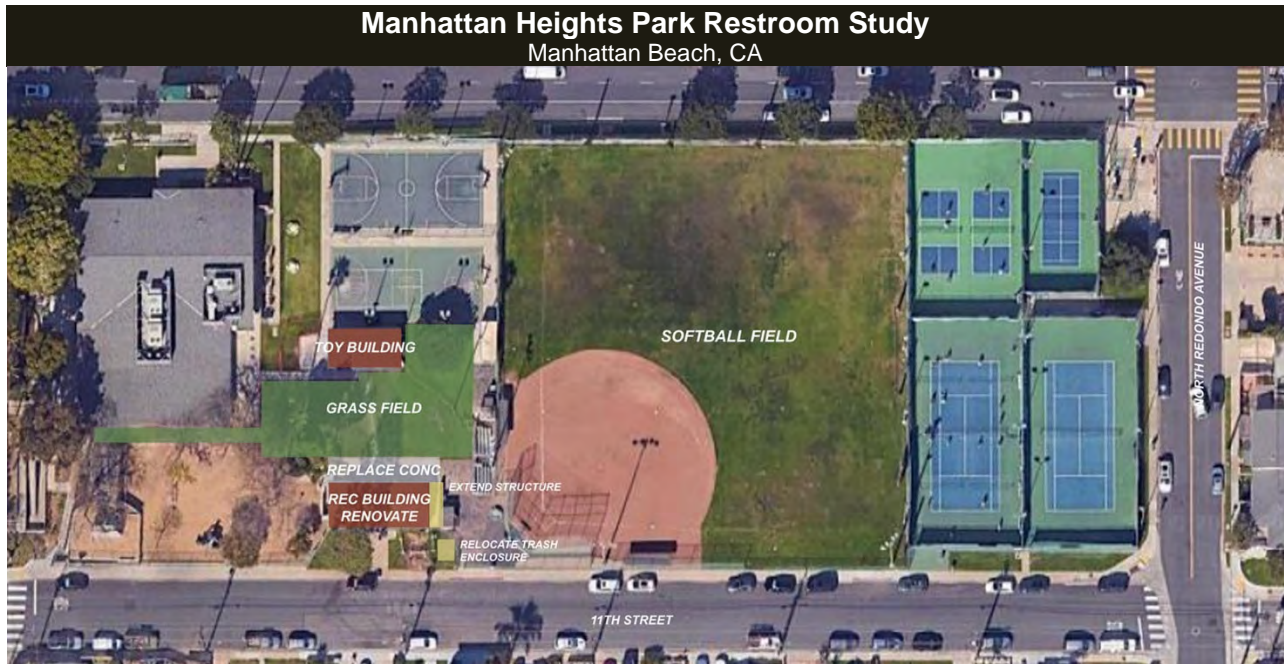 Manhattan Heights Park Restroom Study
Manhattan Beach, CA
TOY BUILDING
SOFTBALL FIELD
NORTH REDONDO AVENUE
GRASS FIELD
REPLACE CONC
EXTEND STRUCTURE
REC BUILDING
RENOVATE
RELOCATE TRASH
ENCLOSURE
11TH STREET